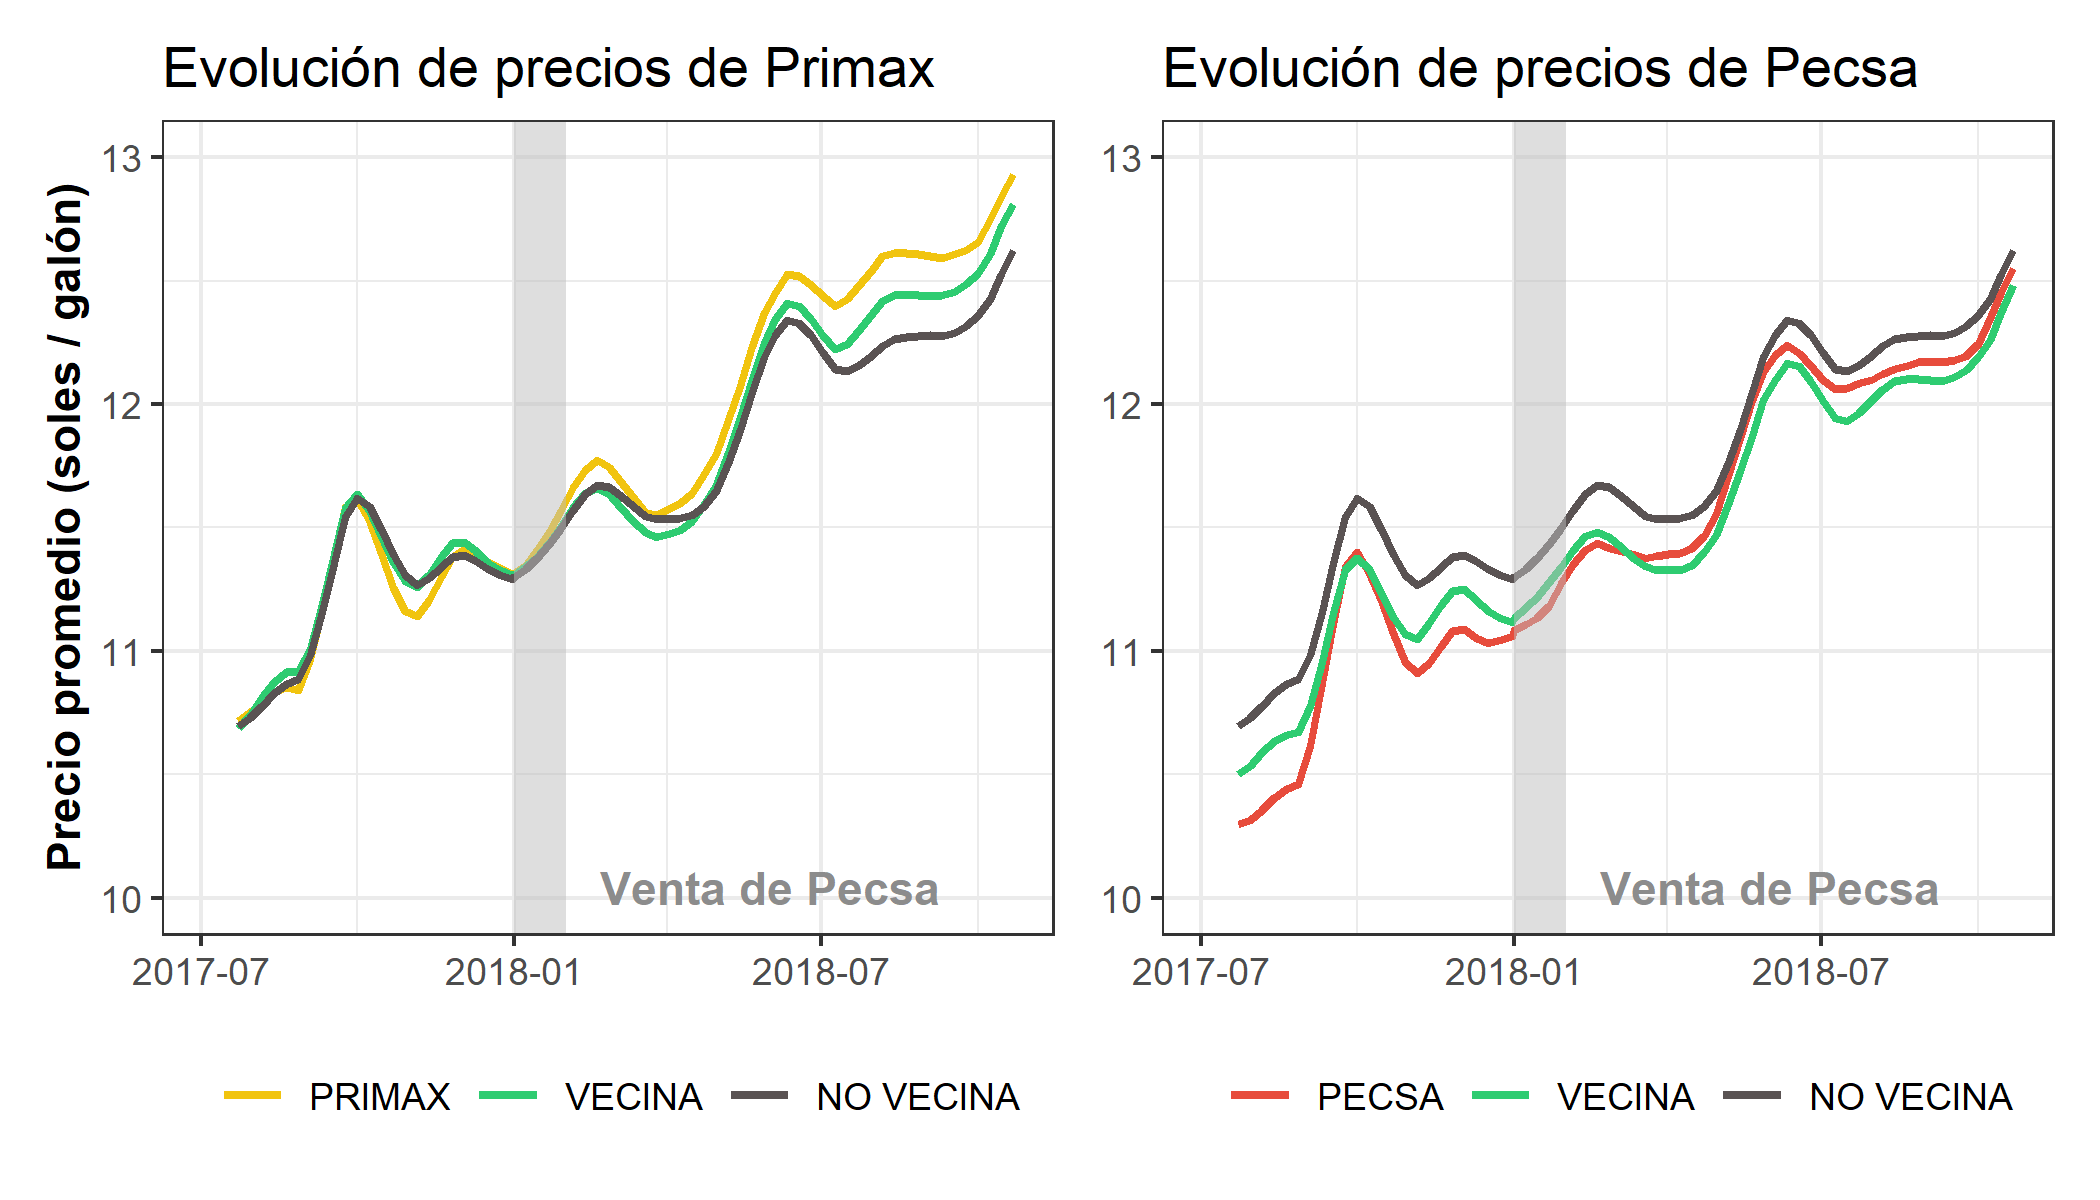 Evolución de precios de Primax
Precio promedio (soles / galón)
13
12
11
10
Venta de Pecsa
2017-07
2018-01
2018-07
PRIMAX
VECINA
NO VECINA
Evolución de precios de Pecsa
13
12
11
10
Venta de Pecsa
2017-07
2018-01
2018-07
PECSA
VECINA
NO VECINA